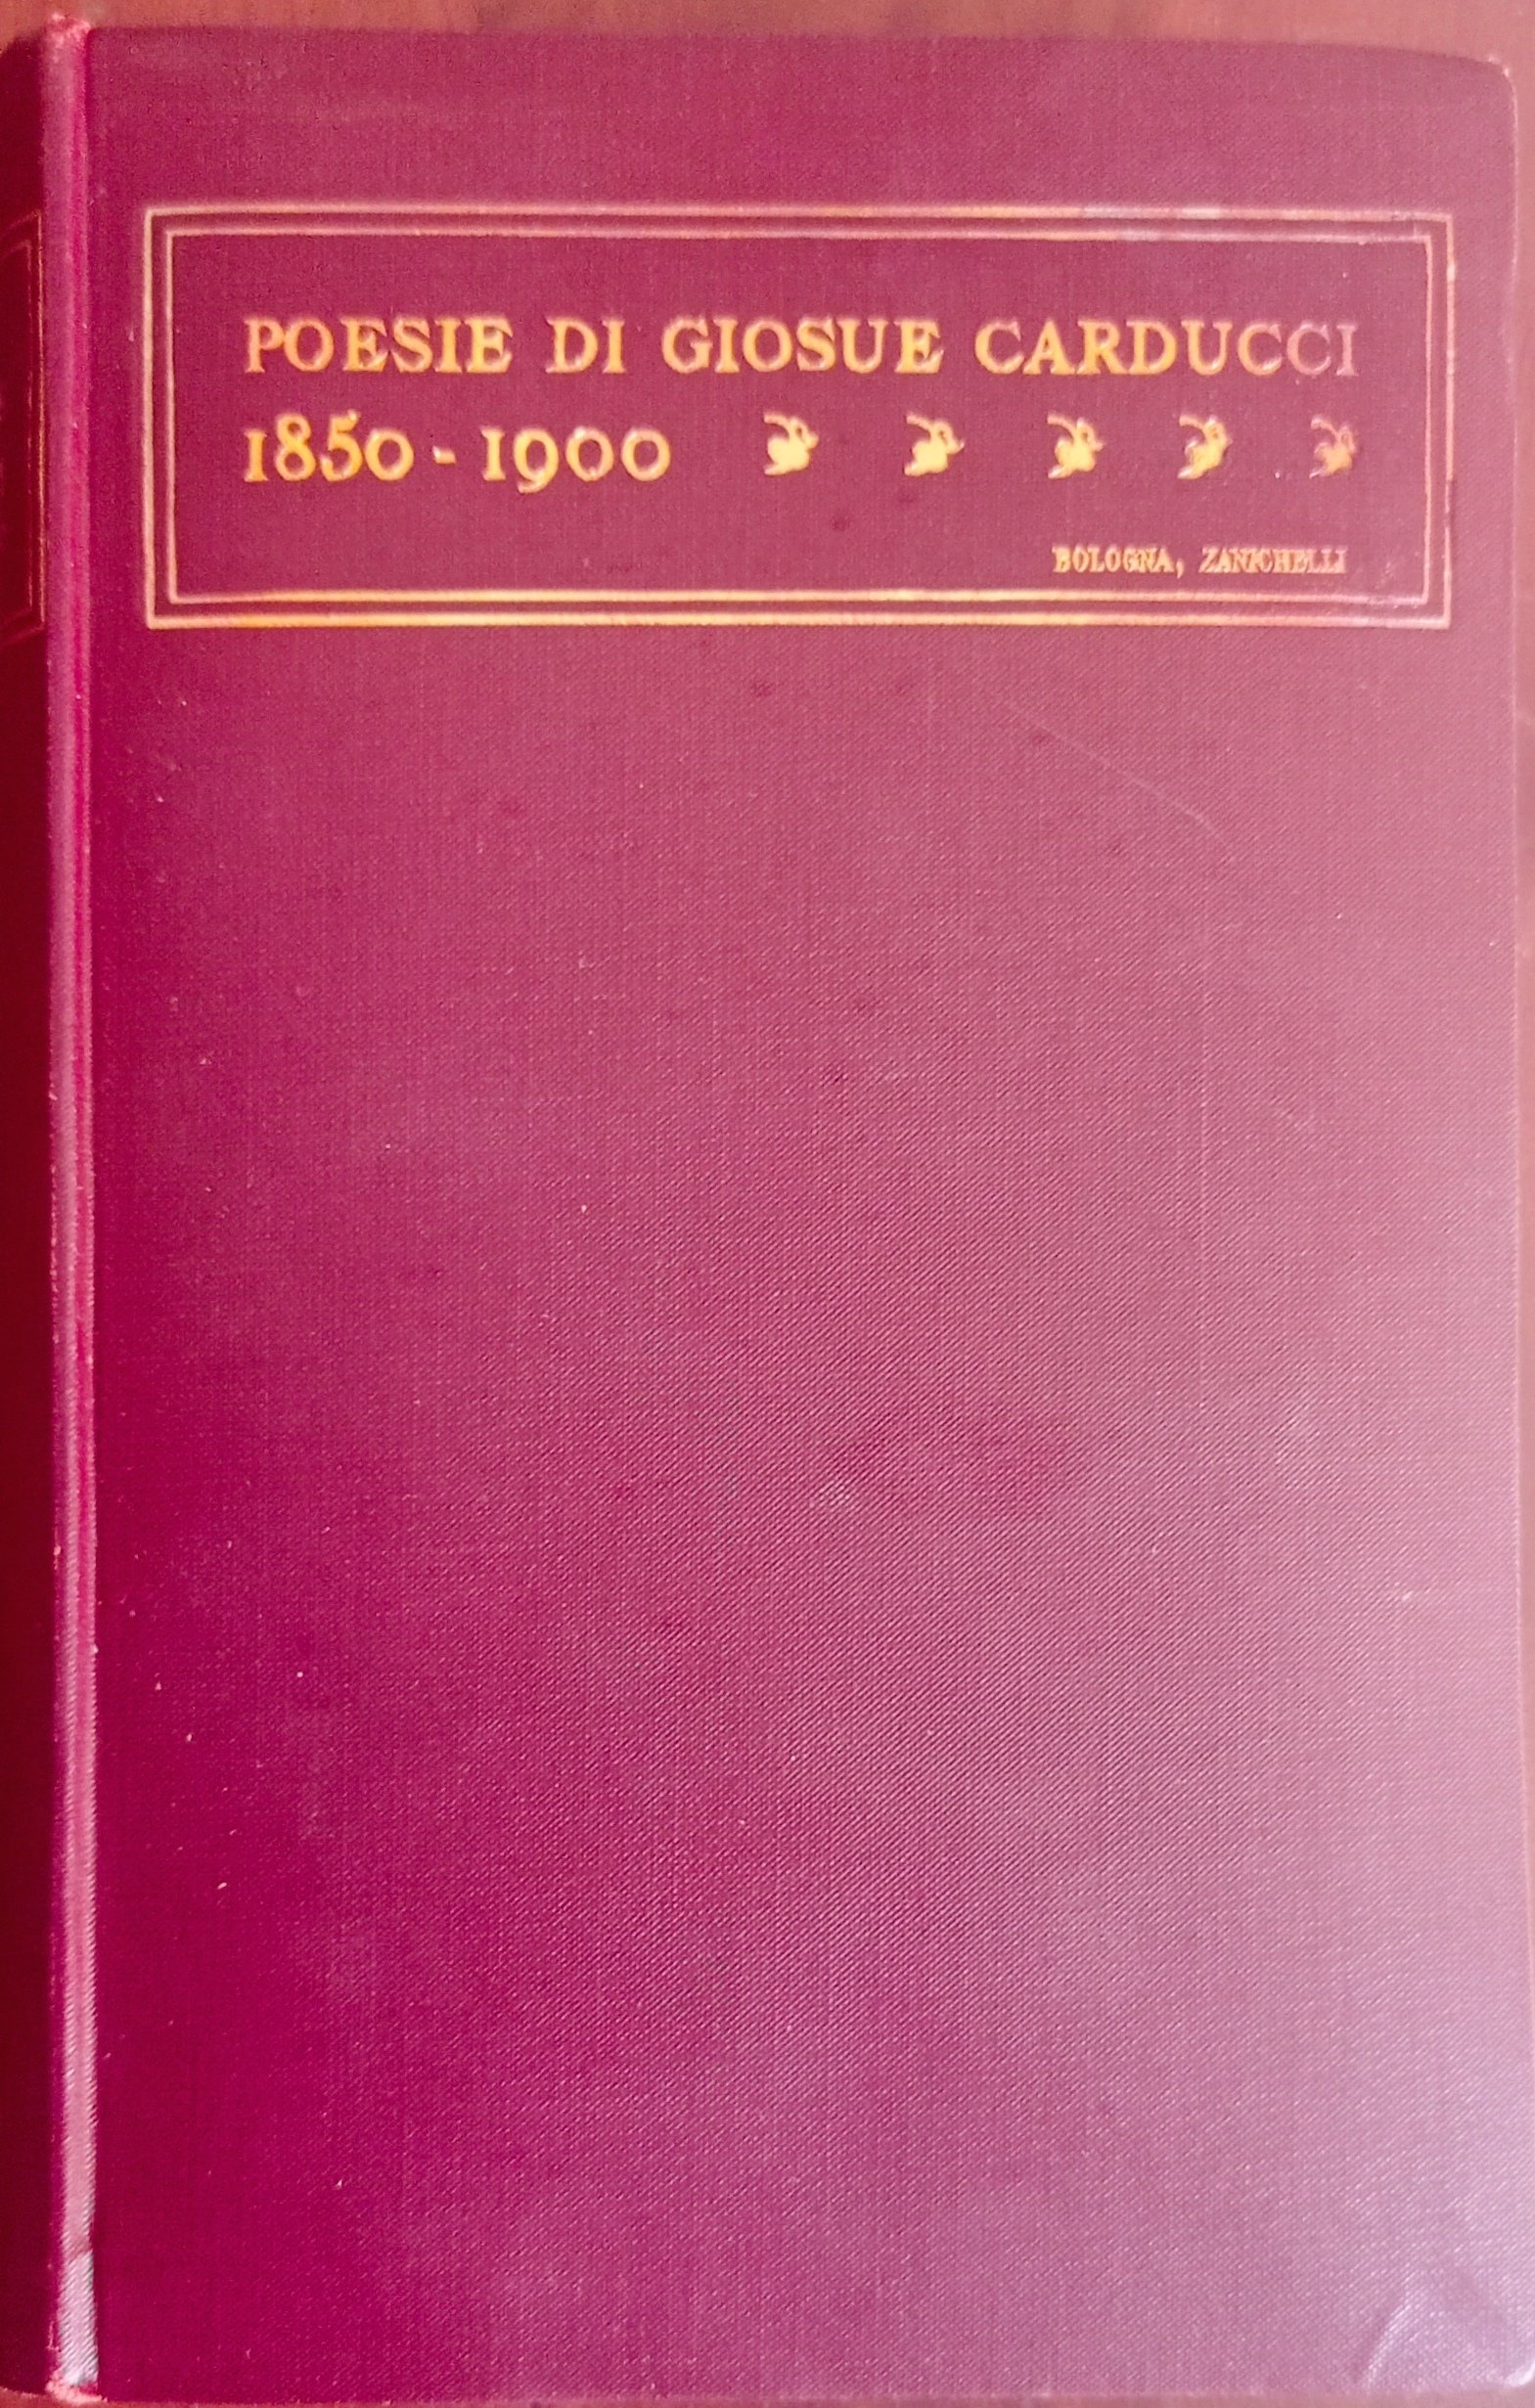 POESIE DI GIOSUE CARDUCCI
1850 - 1900
BOLOGNA, ZANICHELLI